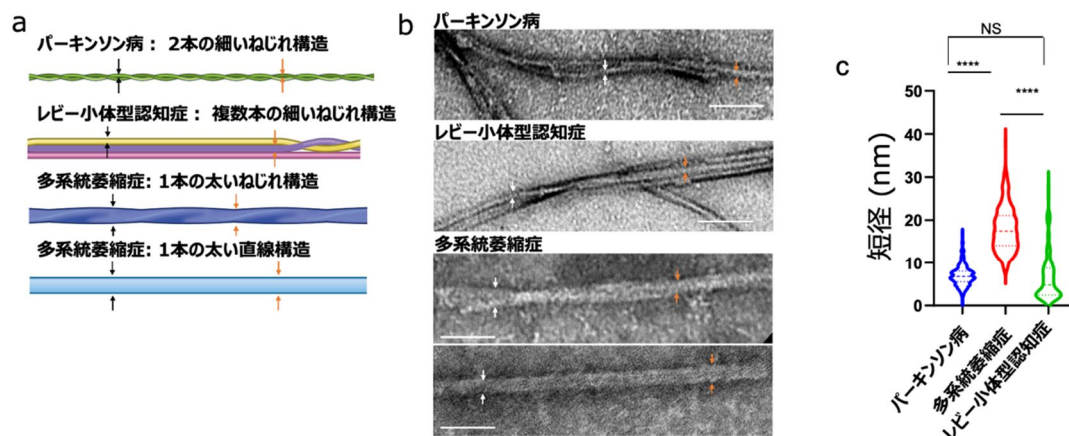 a
パーキンソン病： 2本の細いねじれ構造
レビー小体型認知症： 複数本の細いねじれ構造
多系統萎縮症: 1本の太いねじれ構造
多系統萎縮症: 1本の太い直線構造
b
パーキンソン病
レビー小体型認知症
多系統萎縮症
c
NS
****
****
短径 (nm)
50
40
30
20
10
0
パーキンソン病
多系統萎縮症
レビー小体型認知症